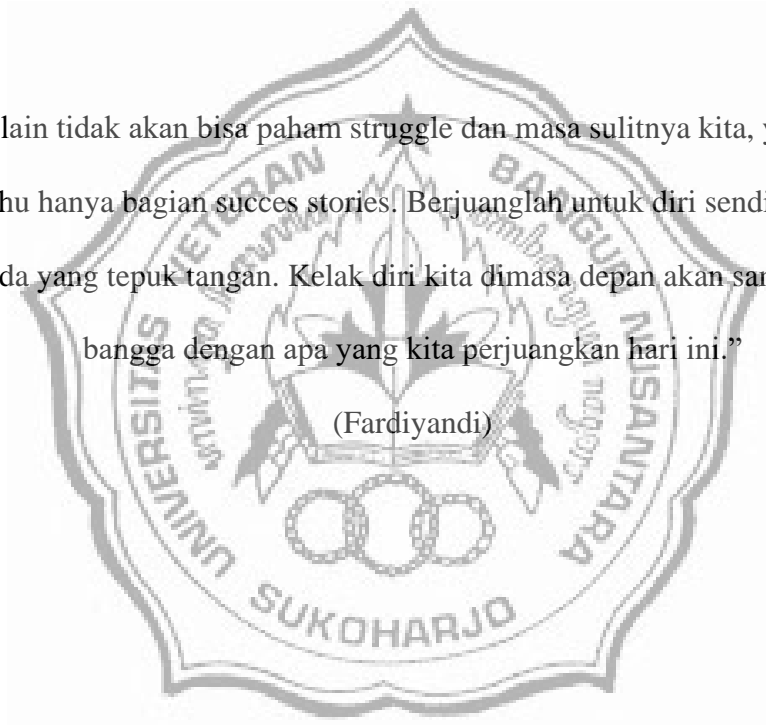 lain tidak akan bisa paham struggle dan masa sulitnya kita, y
hu hanya bagian succes stories. Berjuanglah untuk diri sendi
da yang tepuk tangan. Kelak diri kita dimasa depan akan san
bangga dengan apa yang kita perjuangkan hari ini.”
(Fardiyandi)
UNIVERSITAS VETERAN BANGUN NUSANTARA
SUKOHARJO